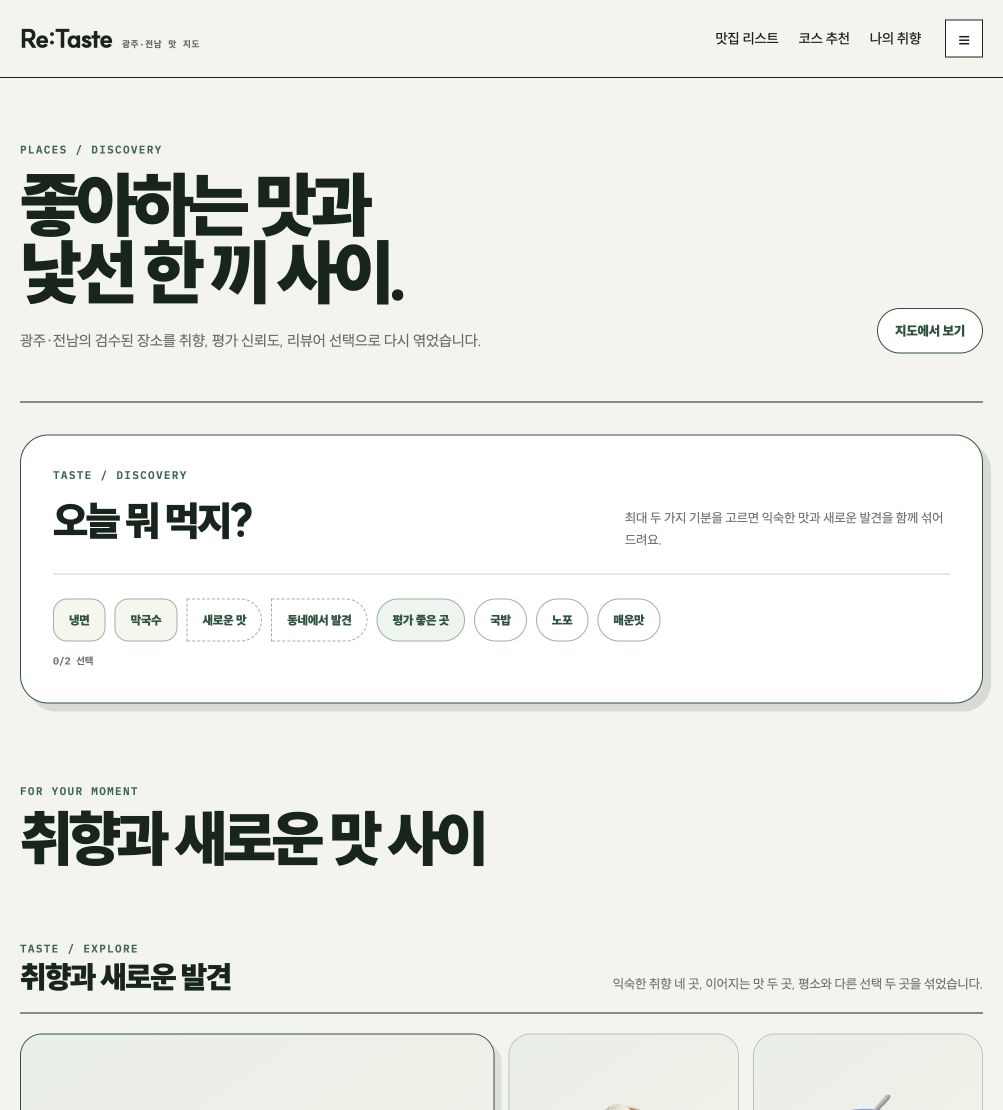 Re:Taste 광주·전남 맛 지도
맛집 리스트 코스 추천 나의 취향
PLACES / DISCOVERY
좋아하는 맛과
낯선 한 끼 사이.
광주·전남의 검수된 장소를 취향, 평가 신뢰도, 리뷰어 선택으로 다시 엮었습니다.
지도에서 보기
TASTE / DISCOVERY
오늘 뭐 먹지?
최대 두 가지 기분을 고르면 익숙한 맛과 새로운 발견을 함께 섞어
드려요.
냉면 막국수 새로운 맛 동네에서 발견 평가 좋은 곳 국밥 노포 매운맛
0/2 선택
FOR YOUR MOMENT
취향과 새로운 맛 사이
TASTE / EXPLORE
취향과 새로운 발견
익숙한 취향 네 곳, 이어지는 맛 두 곳, 평소와 다른 선택 두 곳을 섞었습니다.